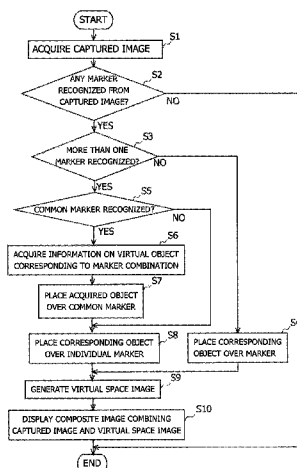 START
S1
ACQUIRE CAPTURED IMAGE
S2
ANY MARKER
RECOGNIZED FROM
CAPTURED IMAGE?
NO
YES
S3
MORE THAN ONE
MARKER RECOGNIZED?
NO
YES
S5
COMMON MARKER RECOGNIZED?
NO
YES
S6
ACQUIRE INFORMATION ON VIRTUAL OBJECT
CORRESPONDING TO MARKER COMBINATION
S7
PLACE ACQUIRED OBJECT
OVER COMMON MARKER
S8
PLACE CORRESPONDING
OBJECT OVER INDIVIDUAL MARKER
PLACE CORRESPONDING
OBJECT OVER MARKER
S9
GENERATE VIRTUAL SPACE IMAGE
S10
DISPLAY COMPOSITE IMAGE COMBINING
CAPTURED IMAGE AND VIRTUAL SPACE IMAGE
END